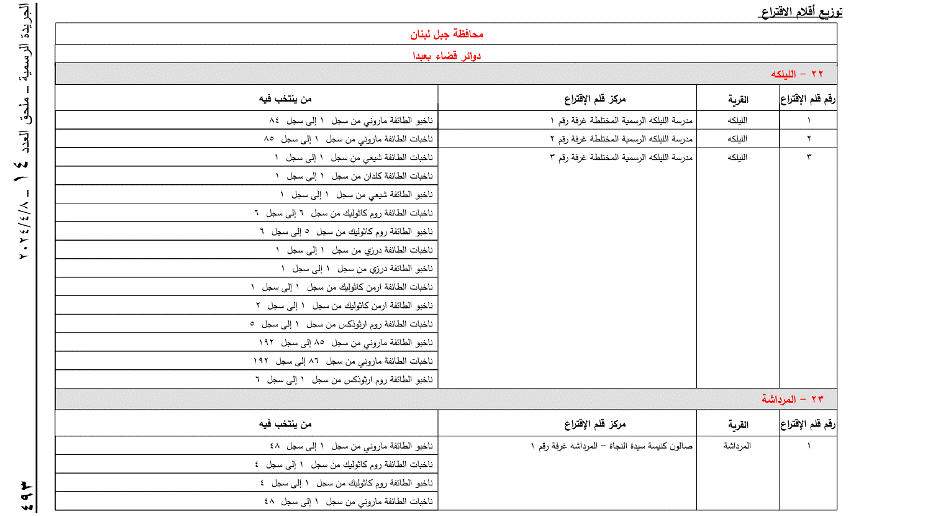 توزيع أقلام الاقتراع
محافظة جبل لبنان
دوائر قضاء بعبدا
٢٢ - الليلكه
رقم قلم الإقتراع القرية مركز قلم الإقتراع من ينتخب فيه
١ الليلكه مدرسة الليلكه الرسمية المختلطة غرفة رقم ١ ناخبو الطائفة ماروني من سجل ١ إلى سجل ٨٤
٢ الليلكه مدرسة الليلكه الرسمية المختلطة غرفة رقم ٢ ناخبات الطائفة ماروني من سجل ١ إلى سجل ٨٥
٣ الليلكه مدرسة الليلكه الرسمية المختلطة غرفة رقم ٣ ناخبات الطائفة شيعي من سجل ١ إلى سجل ١
ناخبات الطائفة كلدان من سجل ١ إلى سجل ١
ناخبو الطائفة شيعي من سجل ١ إلى سجل ١
ناخبات الطائفة روم كاثوليك من سجل ٦ إلى سجل ٦
ناخبو الطائفة روم كاثوليك من سجل ٥ إلى سجل ٦
ناخبات الطائفة درزي من سجل ١ إلى سجل ١
ناخبو الطائفة درزي من سجل ١ إلى سجل ١
ناخبات الطائفة ارمن كاثوليك من سجل ١ إلى سجل ١
ناخبو الطائفة ارمن كاثوليك من سجل ١ إلى سجل ٢
ناخبات الطائفة روم ارثوذكس من سجل ١ إلى سجل ٥
ناخبو الطائفة ماروني من سجل ٨٥ إلى سجل ١٩٢
ناخبات الطائفة ماروني من سجل ٨٦ إلى سجل ١٩٢
ناخبو الطائفة روم ارثوذكس من سجل ١ إلى سجل ٦
٢٣ - المرداشة
رقم قلم الإقتراع القرية مركز قلم الإقتراع من ينتخب فيه
١ المرداشة صالون كنيسة سيدة النجاة - المرداشه غرفة رقم ١ ناخبو الطائفة ماروني من سجل ١ إلى سجل ٤٨
ناخبات الطائفة روم كاثوليك من سجل ١ إلى سجل ٤
ناخبو الطائفة روم كاثوليك من سجل ١ إلى سجل ٤
ناخبات الطائفة ماروني من سجل ١ إلى سجل ٤٨
الجريدة الرسمية - ملحق العدد ١٤ - ٢٠٢٤/٤/٨
٤٩٣